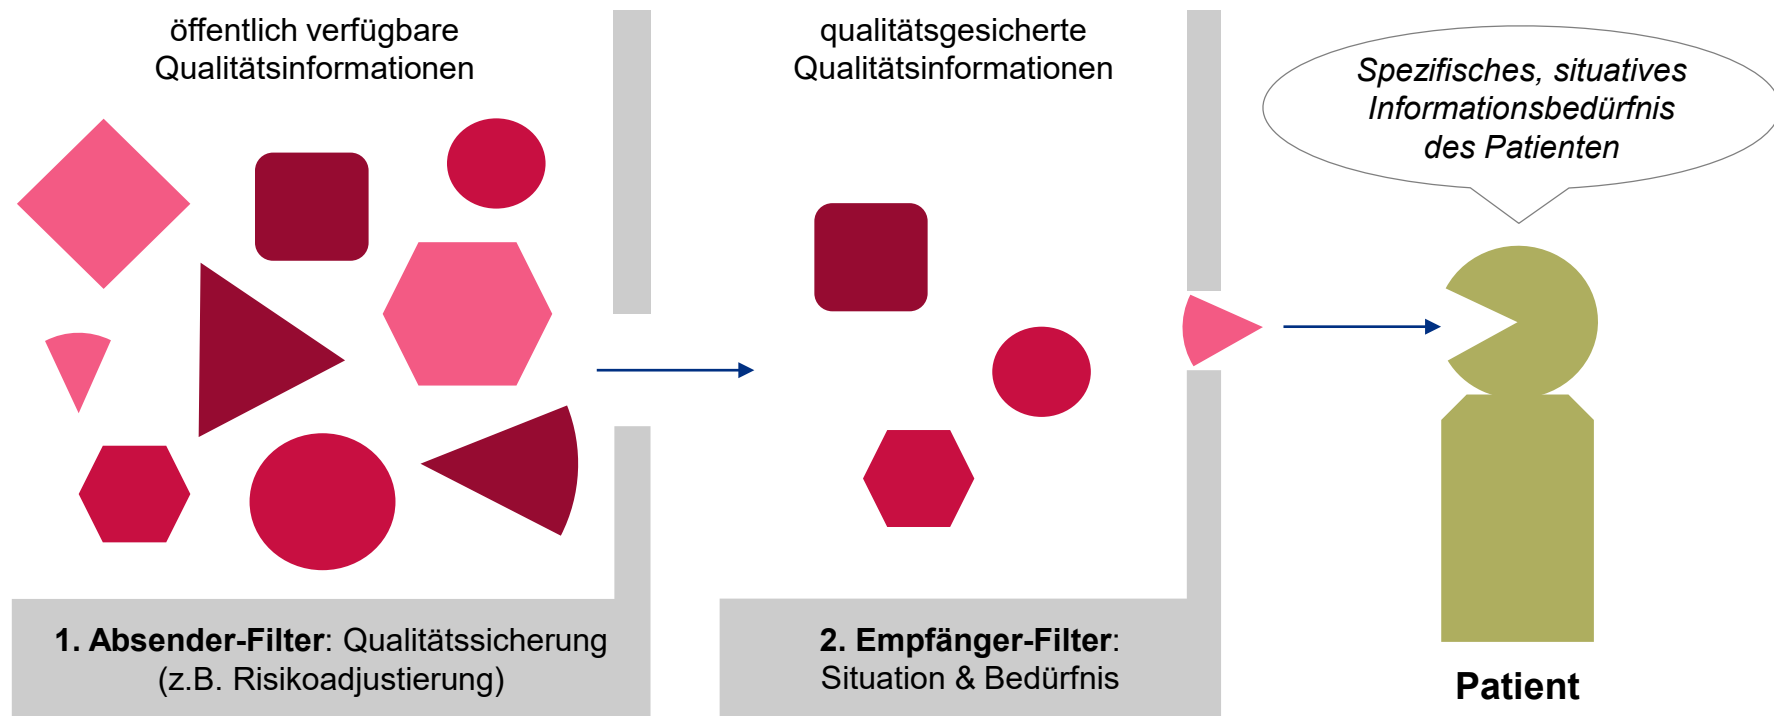 öffentlich verfügbare
Qualitätsinformationen
qualitätsgesicherte
Qualitätsinformationen
Spezifisches, situatives
Informationsbedürfnis
des Patienten
1. Absender-Filter: Qualitätssicherung
(z.B. Risikoadjustierung)
2. Empfänger-Filter:
Situation & Bedürfnis
Patient